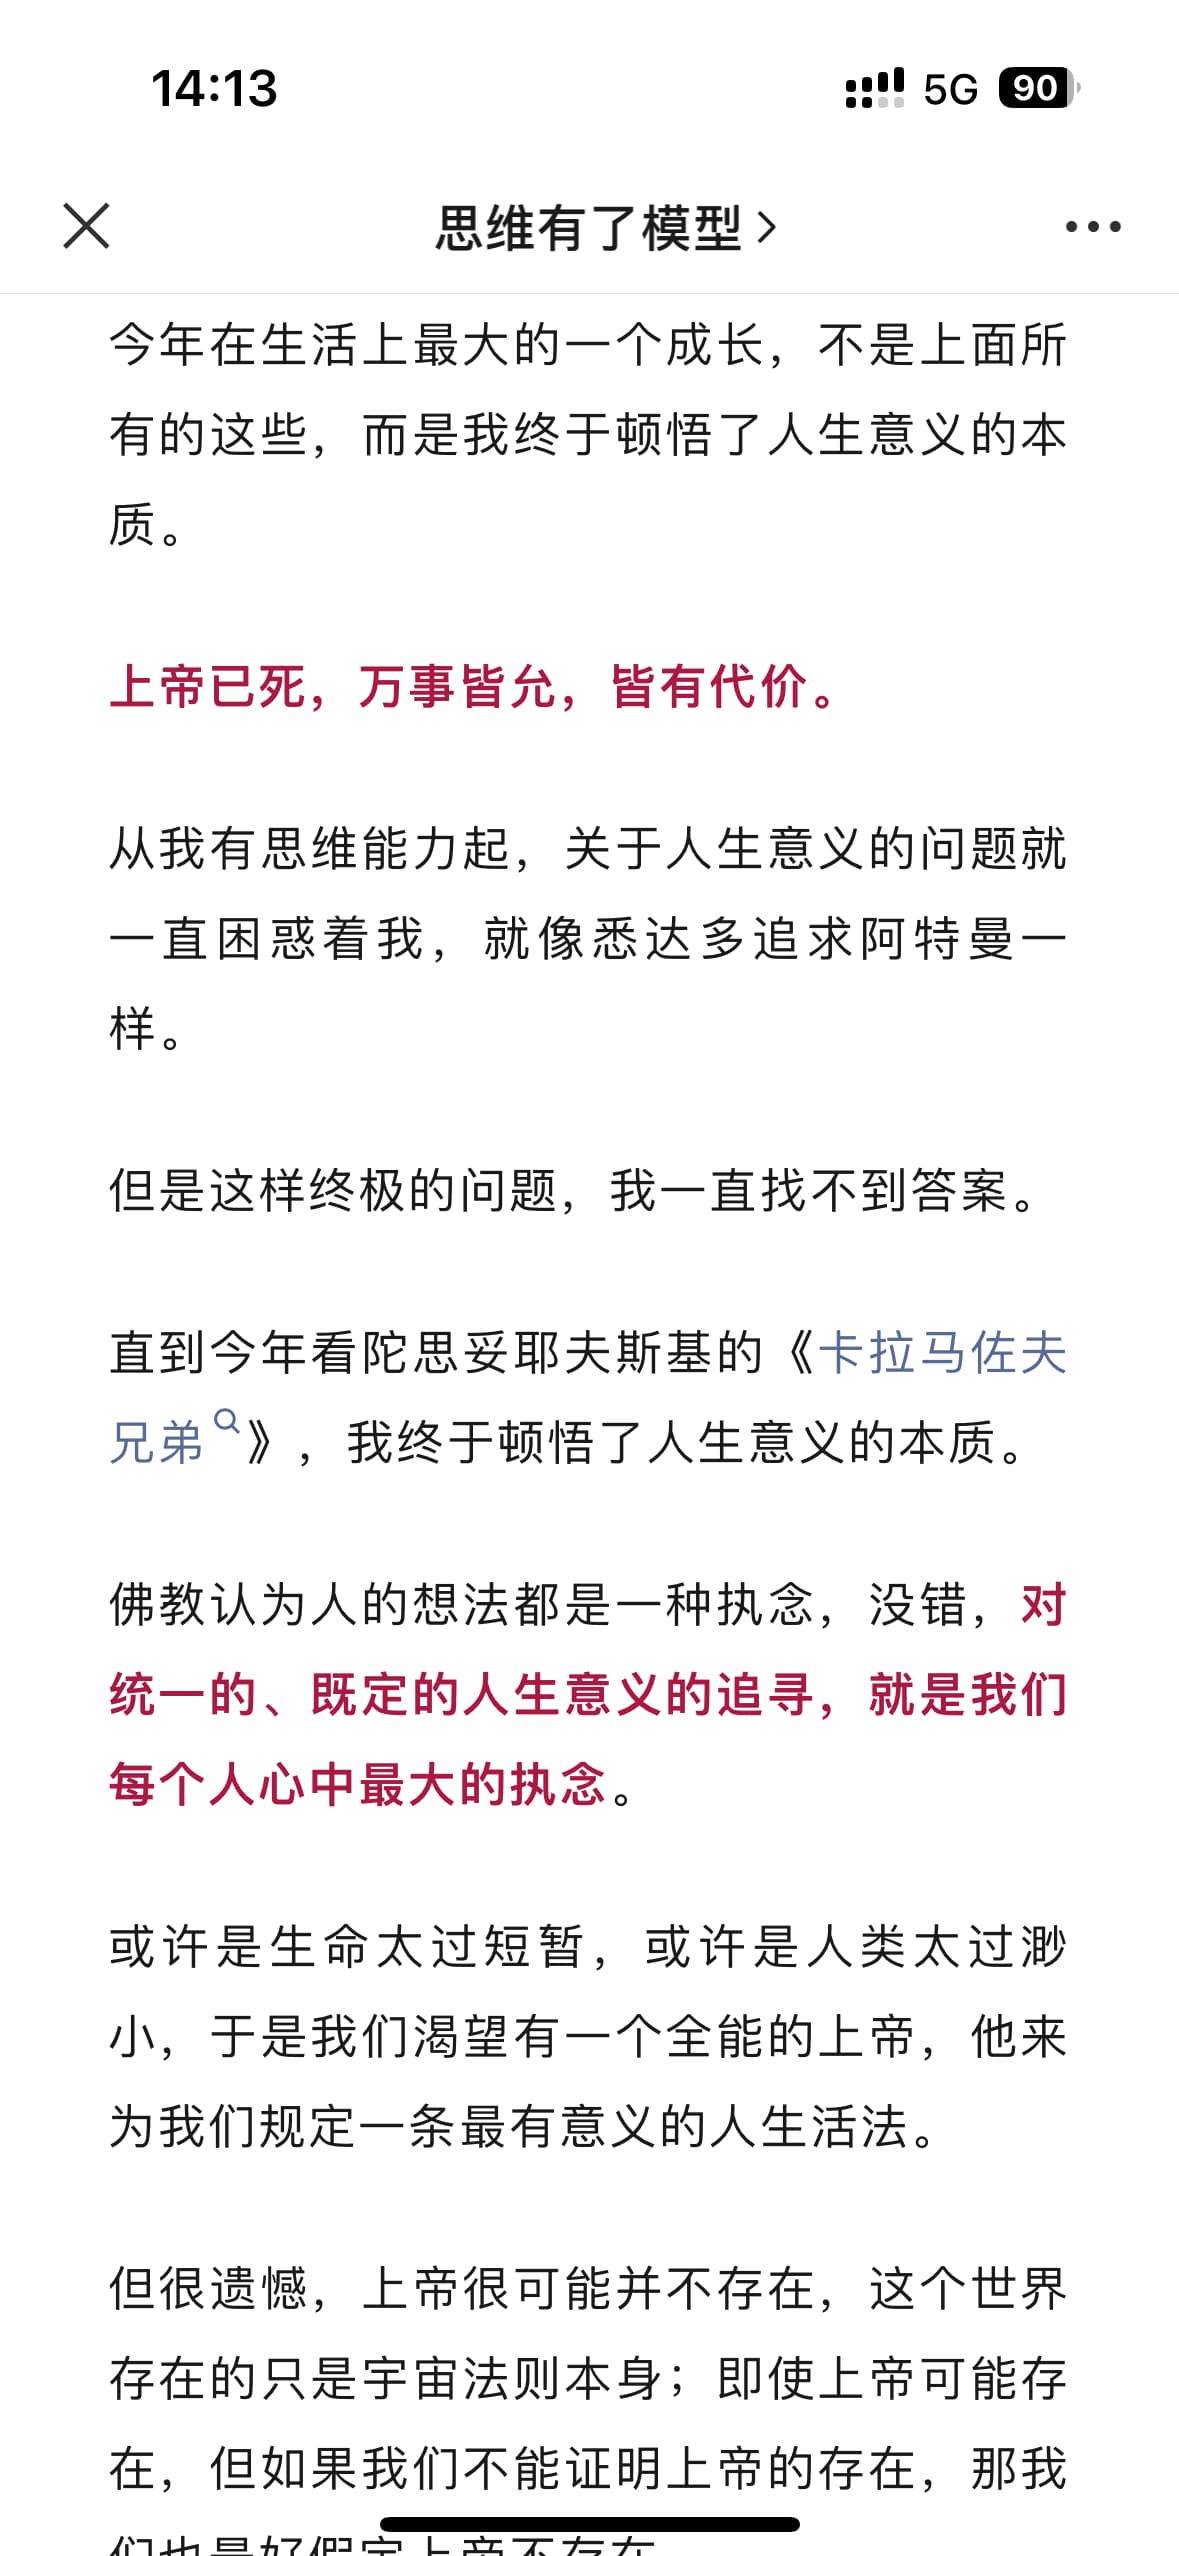 14:13
5G
90
思维有了模型
今年在生活上最大的一个成长，不是上面所
有的这些，而是我终于顿悟了人生意义的本
质。
上帝已死，万事皆允，皆有代价。
从我有思维能力起，关于人生意义的问题就
一直困惑着我，就像悉达多追求阿特曼一
样。
但是这样终极的问题，我一直找不到答案。
直到今年看陀思妥耶夫斯基的《卡拉马佐夫
兄弟》，我终于顿悟了人生意义的本质。
佛教认为人的想法都是一种执念，没错，对
统一的、既定的人生意义的追寻，就是我们
每个人心中最大的执念。
或许是生命太过短暂，或许是人类太过渺
小，于是我们渴望有一个全能的上帝，他来
为我们规定一条最有意义的人生活法。
但很遗憾，上帝很可能并不存在，这个世界
存在的只是宇宙法则本身；即使上帝可能存
在，但如果我们不能证明上帝的存在，那我
们也最好假定上帝不存在